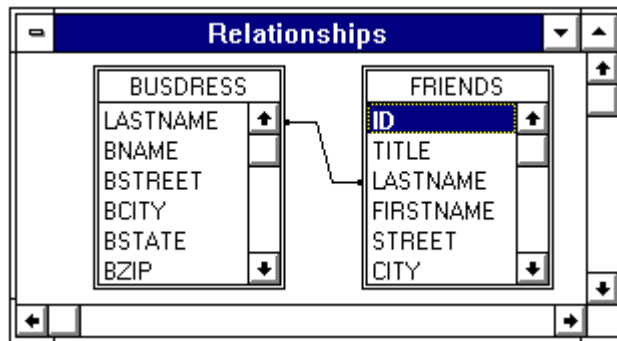 Relationships
BUSDRESS
LASTNAME
BNAME
BSTREET
BCITY
BSTATE
BZIP
FRIENDS
ID
TITLE
LASTNAME
FIRSTNAME
STREET
CITY